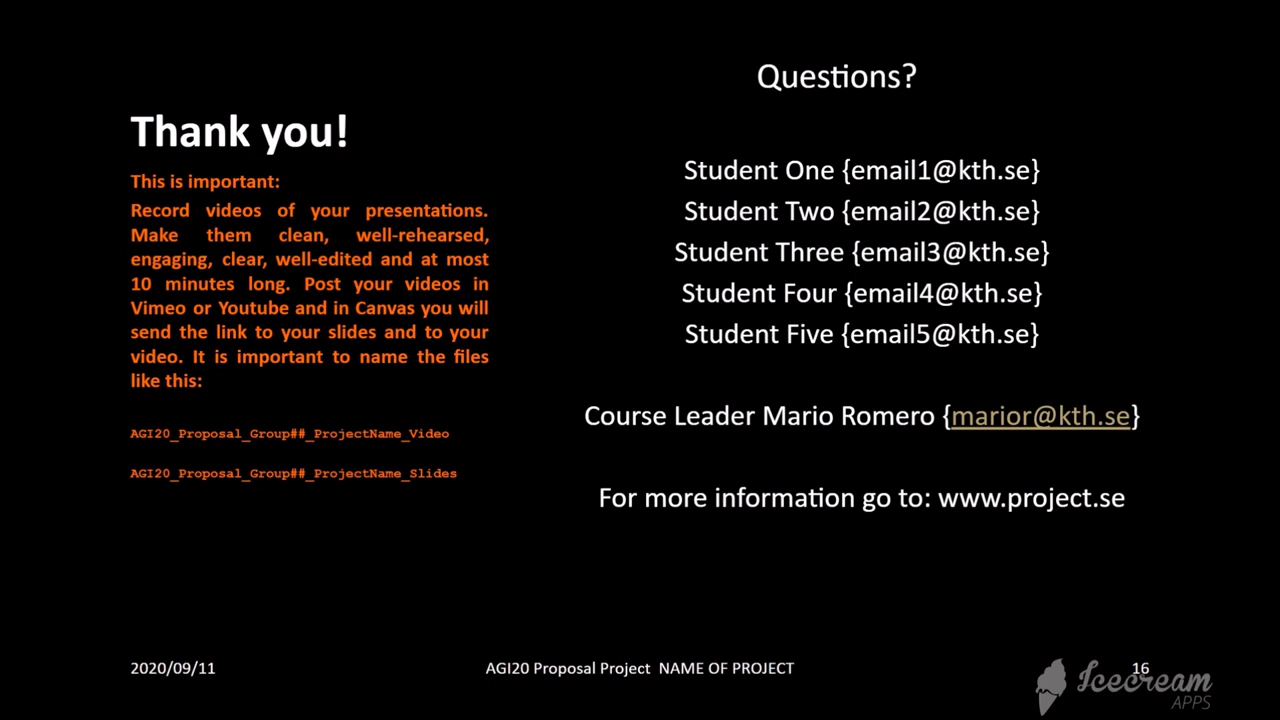 Thank you!
This is important:
Record videos of your presentations.
Make them clean, well-rehearsed,
engaging, clear, well-edited and at most
10 minutes long. Post your videos in
Vimeo or Youtube and in Canvas you will
send the link to your slides and to your
video. It is important to name the files
like this:
AGI20_Proposal_Group##_ProjectName_Video
AGI20_Proposal_Group##_ProjectName_Slides
Questions?
Student One {email1@kth.se}
Student Two {email2@kth.se}
Student Three {email3@kth.se}
Student Four {email4@kth.se}
Student Five {email5@kth.se}
Course Leader Mario Romero {marior@kth.se}
For more information go to: www.project.se
2020/09/11
AGI20 Proposal Project NAME OF PROJECT
16
Icecream
APPS